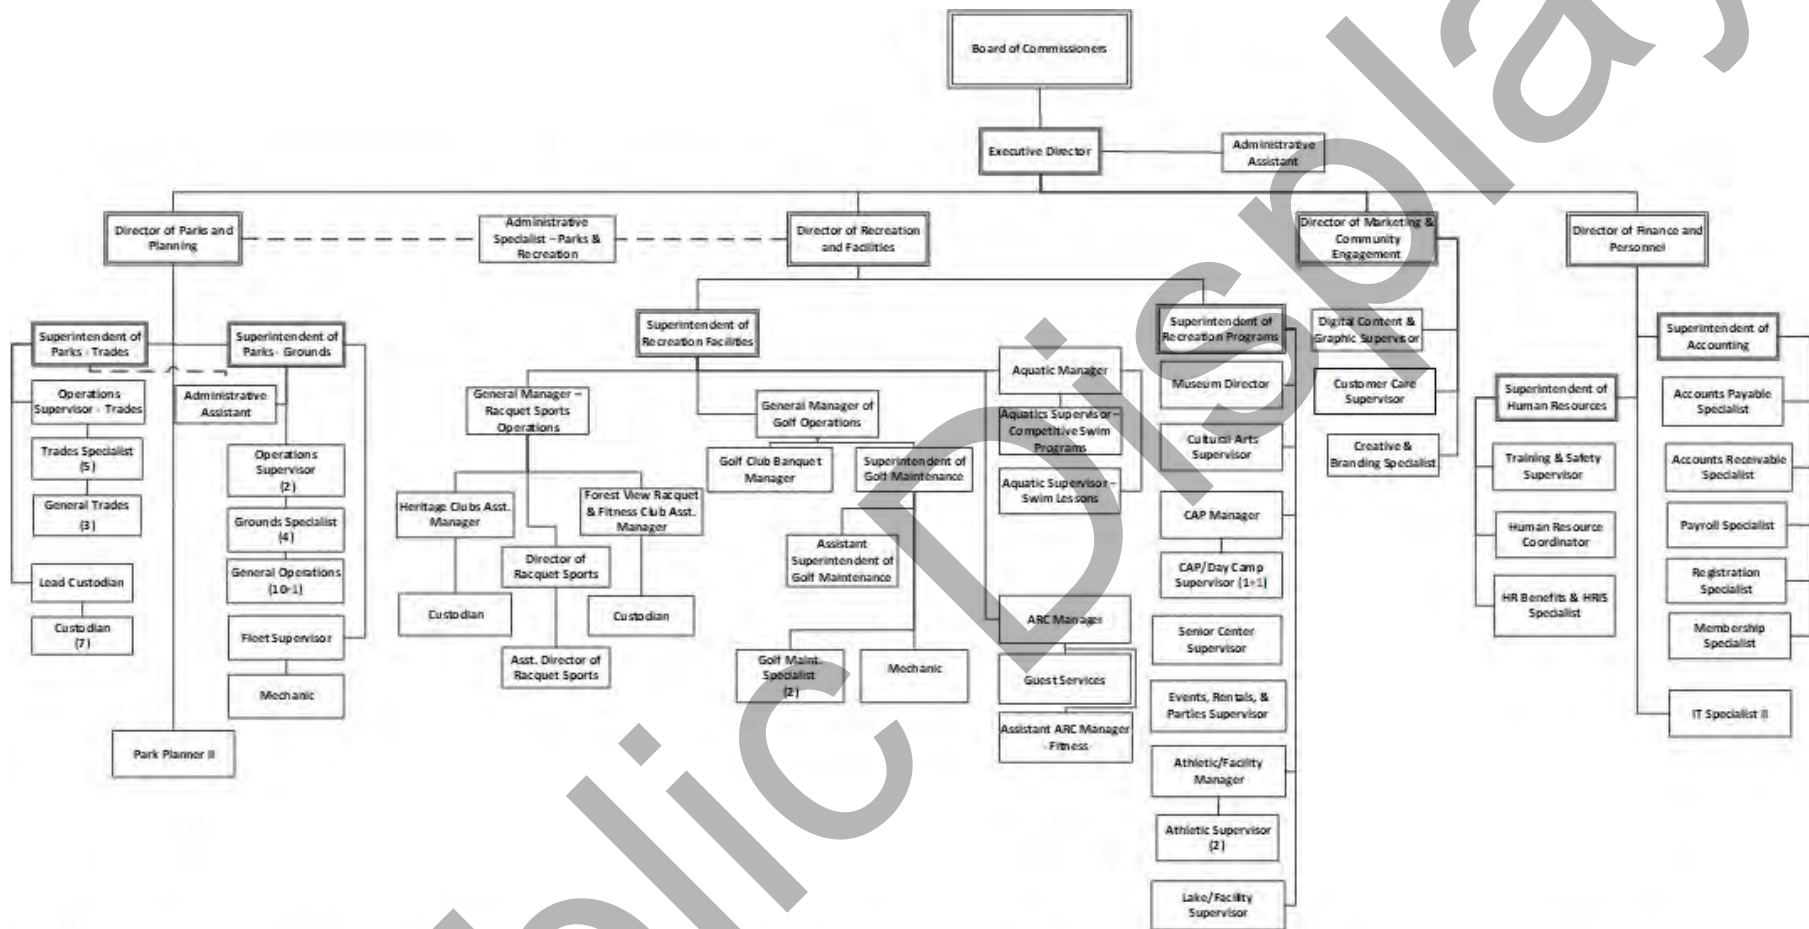 Board of Commissioners
Executive Director
Administrative
Assistant
Director of Parks and
Planning
Administrative
Specialist – Parks &
Recreation
Director of Recreation
and Facilities
Director of Marketing &
Community
Engagement
Director of Finance and
Personnel
Superintendent of
Parks - Trades
Superintendent of
Parks - Grounds
Operations
Supervisor - Trades
Administrative
Assistant
Trades Specialist
(5)
General Trades
(3)
Lead Custodian
Custodian
(7)
Operations
Supervisor
(2)
Grounds Specialist
(4)
General Operations
(10+1)
Fleet Supervisor
Mechanic
Park Planner II
Superintendent of
Recreation Facilities
General Manager –
Racquet Sports
Operations
Heritage Clubs Asst.
Manager
Custodian
Director of
Racquet Sports
Asst. Director of
Racquet Sports
Forest View Racquet
& Fitness Club Asst.
Manager
Custodian
General Manager of
Golf Operations
Golf Club Banquet
Manager
Superintendent of
Golf Maintenance
Assistant
Superintendent of
Golf Maintenance
Golf Maint.
Specialist
(2)
Mechanic
Aquatic Manager
Aquatics Supervisor –
Competitive Swim
Programs
Aquatic Supervisor –
Swim Lessons
ARC Manager
Guest Services
Assistant ARC Manager
Fitness
Superintendent of
Recreation Programs
Museum Director
Cultural Arts
Supervisor
CAP Manager
CAP/Day Camp
Supervisor (1+1)
Senior Center
Supervisor
Events, Rentals, &
Parties Supervisor
Athletic/Facility
Manager
Athletic Supervisor
(2)
Lake/Facility
Supervisor
Digital Content &
Graphic Supervisor
Customer Care
Supervisor
Creative &
Branding Specialist
Superintendent of
Human Resources
Training & Safety
Supervisor
Human Resource
Coordinator
HR Benefits & HRIS
Specialist
Superintendent of
Accounting
Accounts Payable
Specialist
Accounts Receivable
Specialist
Payroll Specialist
Registration
Specialist
Membership
Specialist
IT Specialist II
blic Display